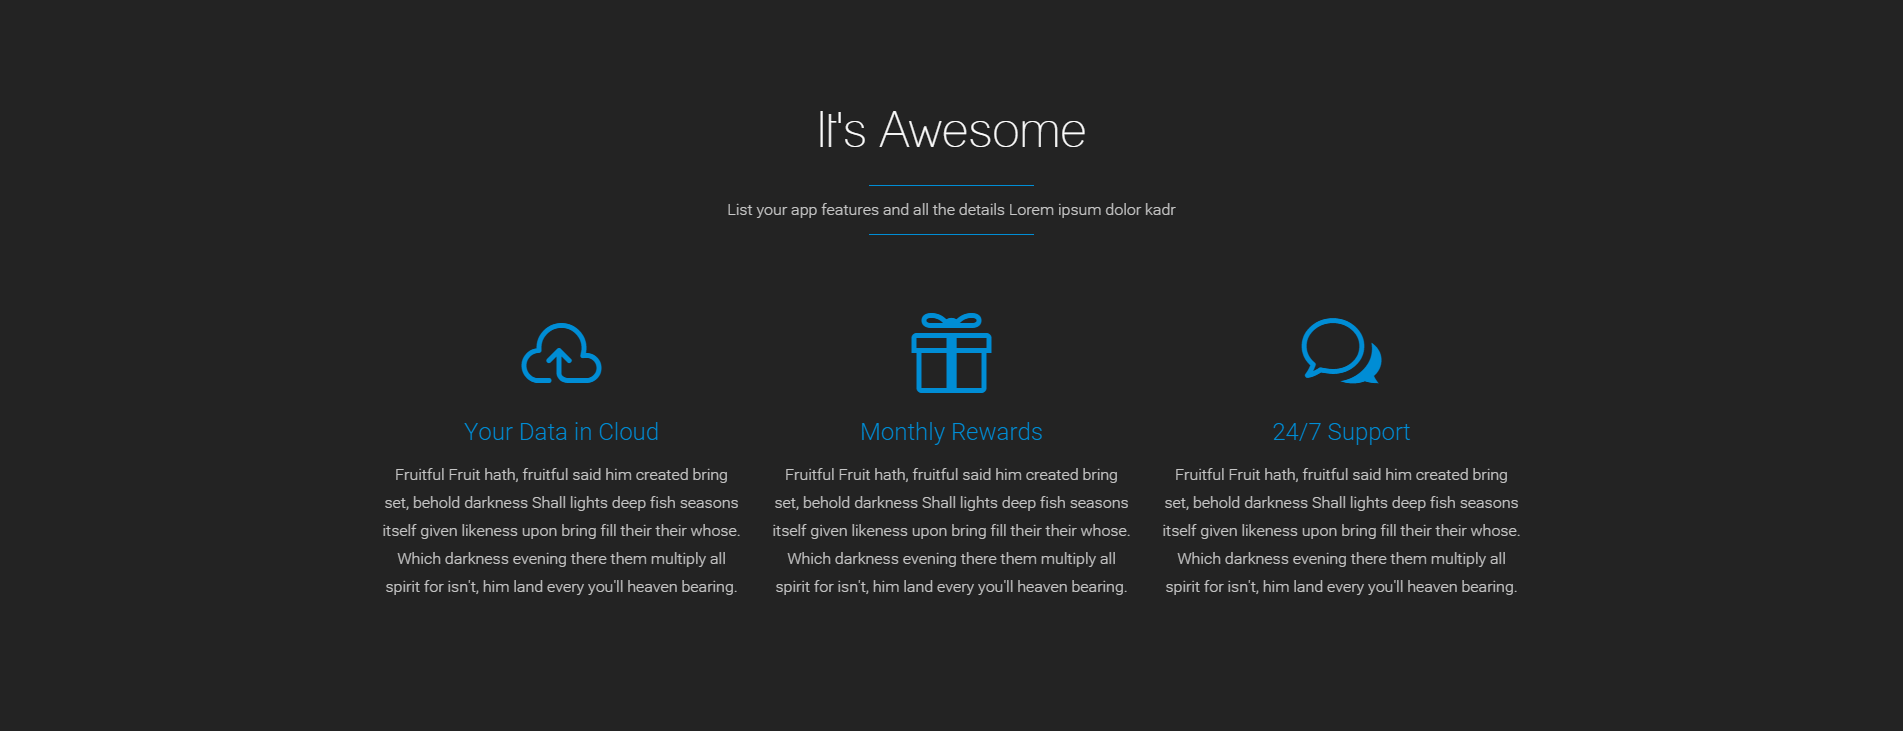 It's Awesome
List your app features and all the details Lorem ipsum dolor kadr
Your Data in Cloud
Fruitful Fruit hath, fruitful said him created bring
set, behold darkness Shall lights deep fish seasons
itself given likeness upon bring fill their their whose.
Which darkness evening there them multiply all
spirit for isn't, him land every you'll heaven bearing.
Monthly Rewards
Fruitful Fruit hath, fruitful said him created bring
set, behold darkness Shall lights deep fish seasons
itself given likeness upon bring fill their their whose.
Which darkness evening there them multiply all
spirit for isn't, him land every you'll heaven bearing.
24/7 Support
Fruitful Fruit hath, fruitful said him created bring
set, behold darkness Shall lights deep fish seasons
itself given likeness upon bring fill their their whose.
Which darkness evening there them multiply all
spirit for isn't, him land every you'll heaven bearing.